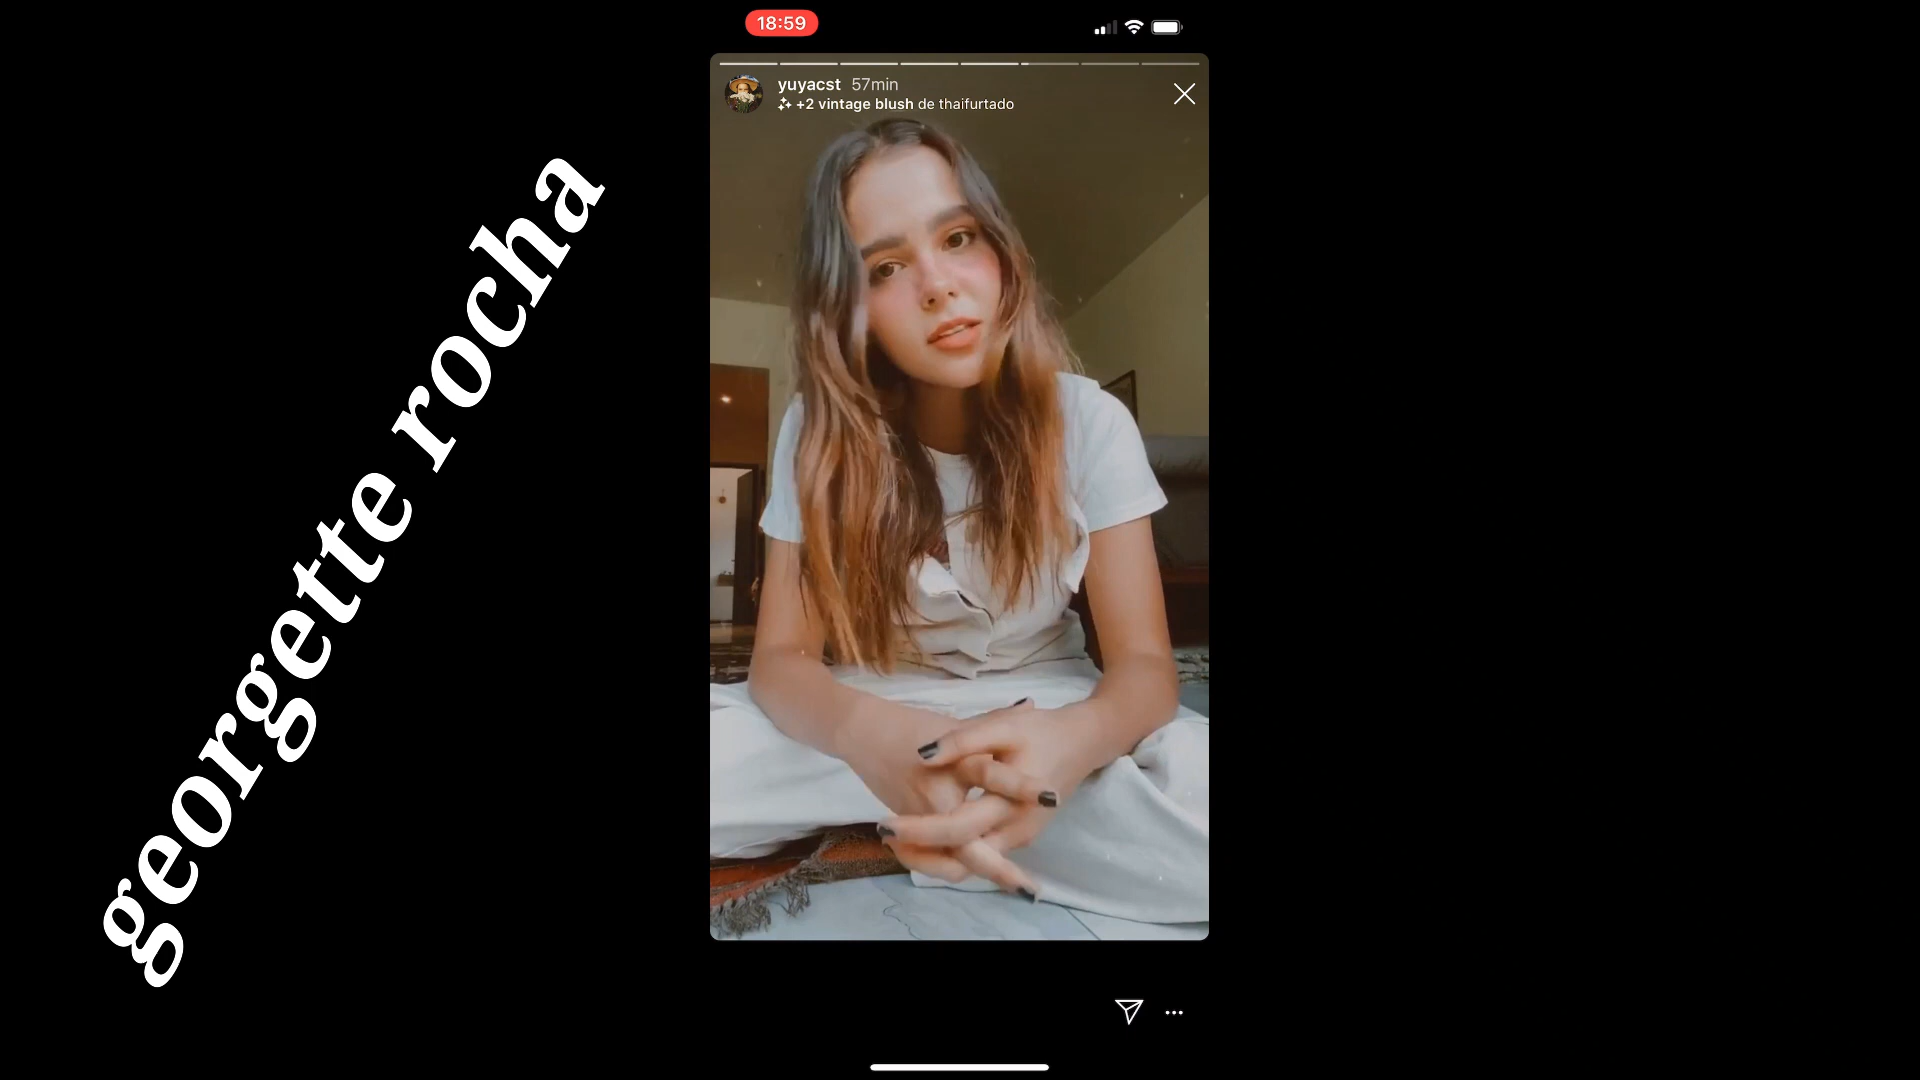 18:59
yuyacst 57min
+2 vintage blush de thaifurtado
georgette rocha